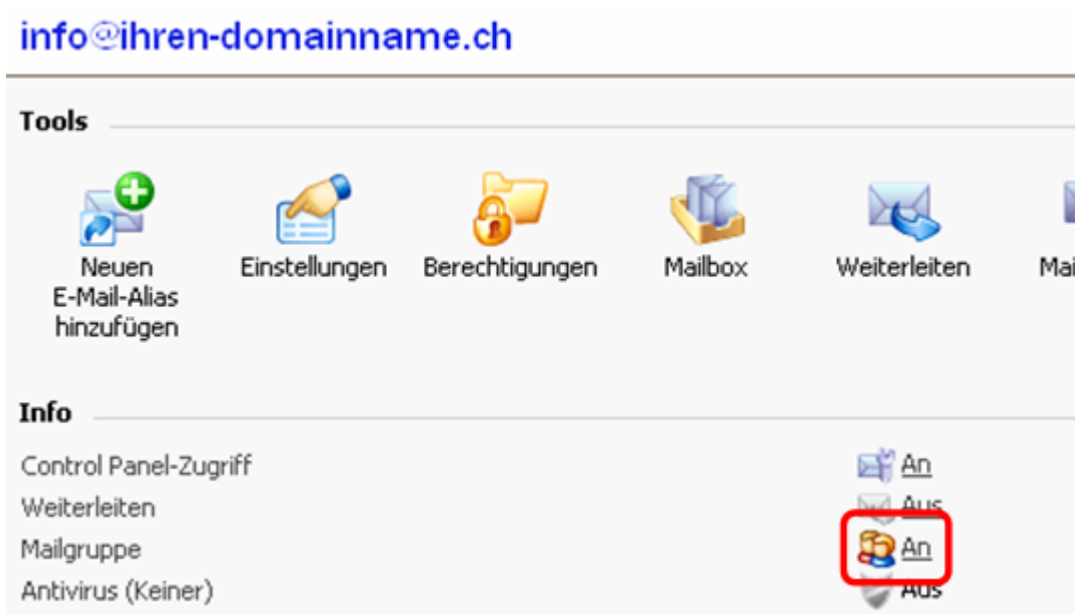 info@ihren-domainname.ch
Tools
Neuen
E-Mail-Alias
hinzufügen
Einstellungen
Berechtigungen
Mailbox
Weiterleiten
Mai
Info
Control Panel-Zugriff An
Weiterleiten Aus
Mailgruppe An
Antivirus (Keiner) Aus